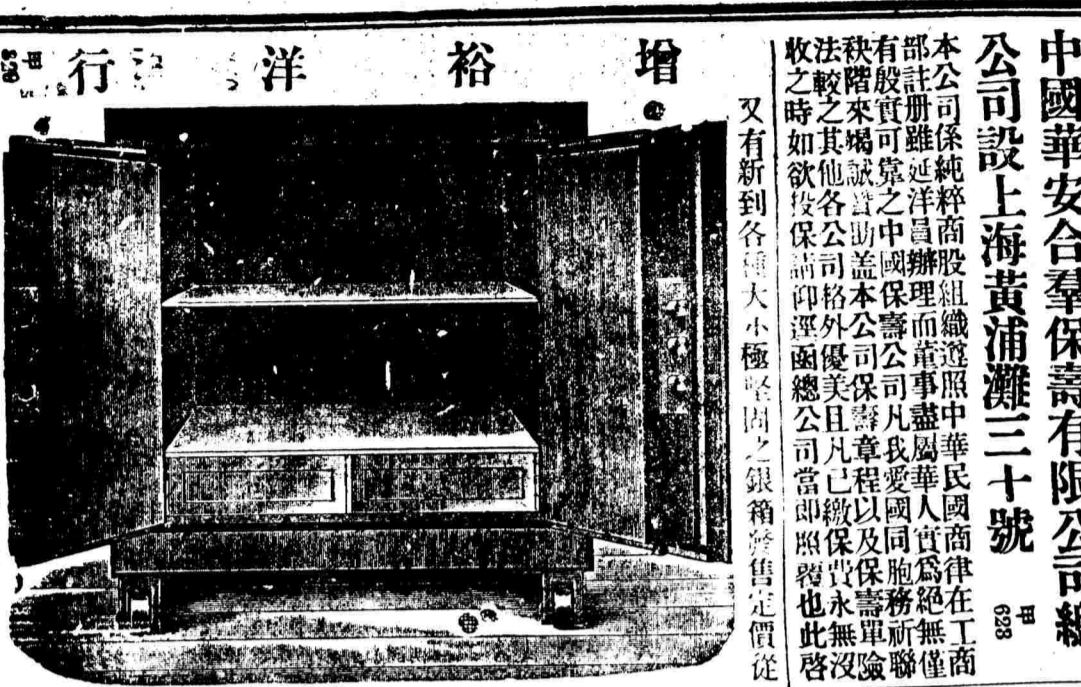 中國華安合羣保壽有限公司總
公司設上海黃浦灘三十號
甲
623
本公司係純粹商股組織遵照中華民國商律在工商
部註册雖延洋員辦理而董事盡屬華人實爲絕無僅
有殷實可靠之中國保壽公司凡我愛國同胞務祈聯
袂階來竭誠贊助盖本公司保壽章程以及保壽單險
法較之其他各公司格外優美且凡已繳保費永無沒
收之時如欲投保請卽逕函總公司當卽照覆也此啓
增裕洋行
甲
又有新到各種大小極堅固之銀箱發售定價從